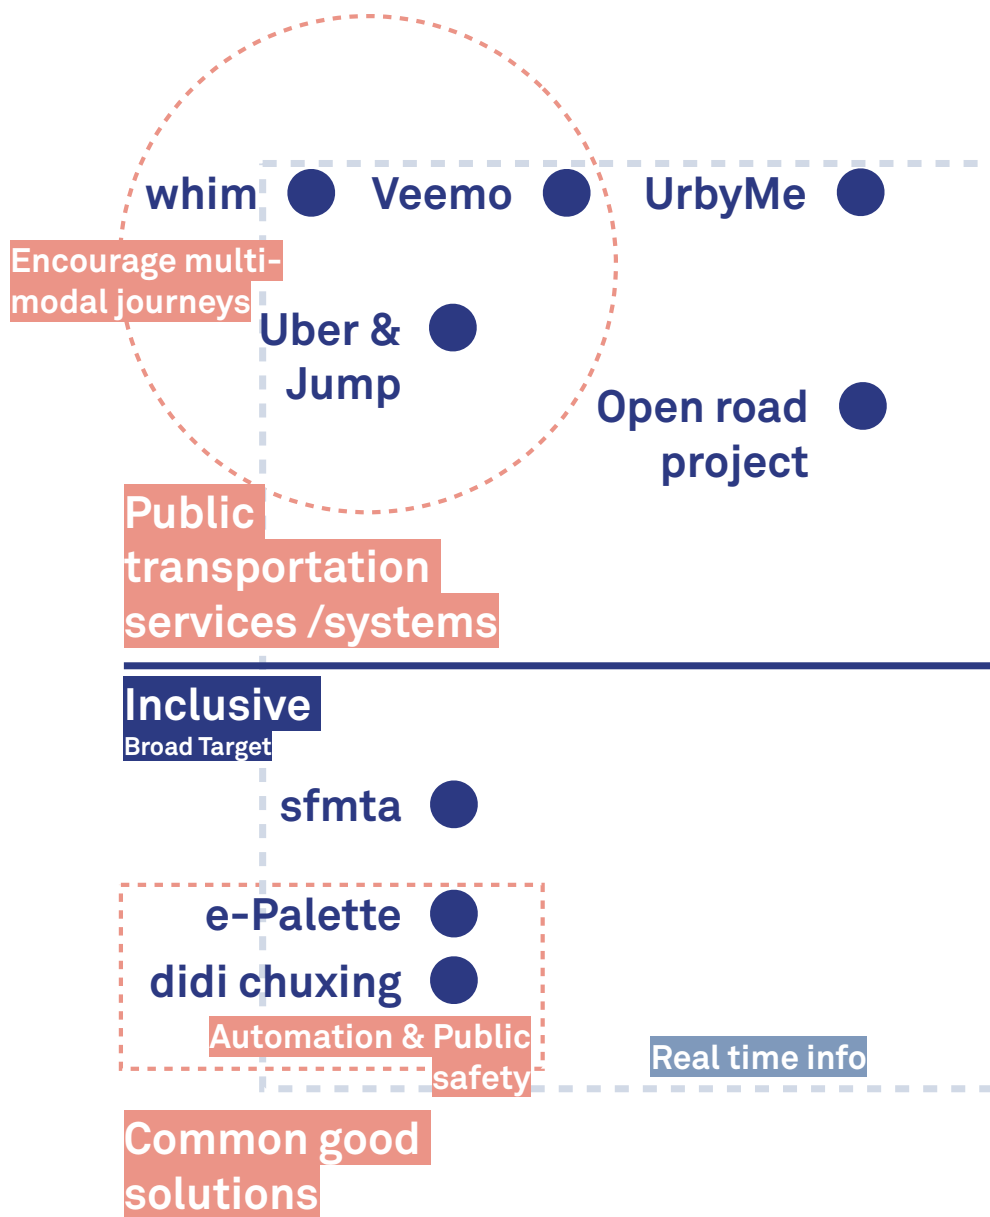 whim
Veemo
UrbyMe
Encourage multi-
modal journeys
Uber &
Jump
Open road
project
Public
transportation
services /systems
Inclusive
Broad Target
sfmta
e-Palette
didi chuxing
Automation & Public
safety
Real time info
Common good
solutions